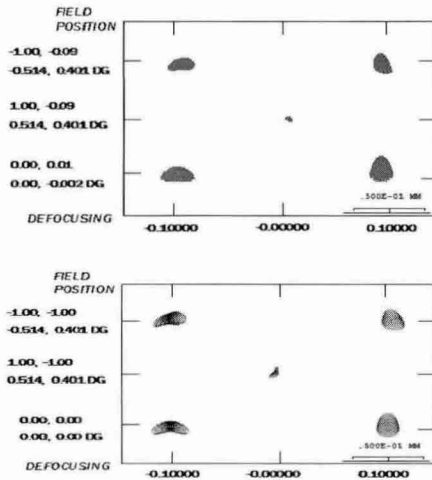 FIELD
POSITION
-1.00, -0.09
-0.514, 0.401 DG
1.00, -0.09
0.514, 0.401 DG
0.00, 0.01
0.00, -0.002 DG
.500E-01 MM
DEFOCUSING
-0.10000
-0.00000
0.10000
FIELD
POSITION
-1.00, -1.00
-0.514, 0.401 DG
1.00, -1.00
0.514, 0.401 DG
0.00, 0.00
0.00, 0.00 DG
.500E-01 MM
DEFOCUSING
-0.10000
-0.00000
0.10000